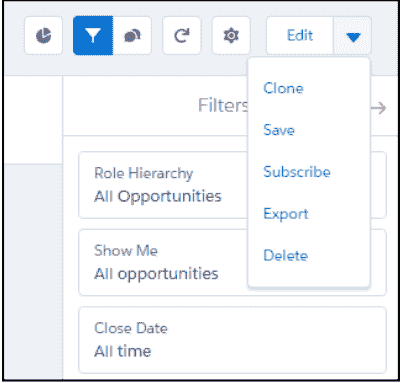 Edit
Clone
Filters
Save
Role Hierarchy
All Opportunities
Subscribe
Export
Show Me
All opportunities
Delete
Close Date
All time